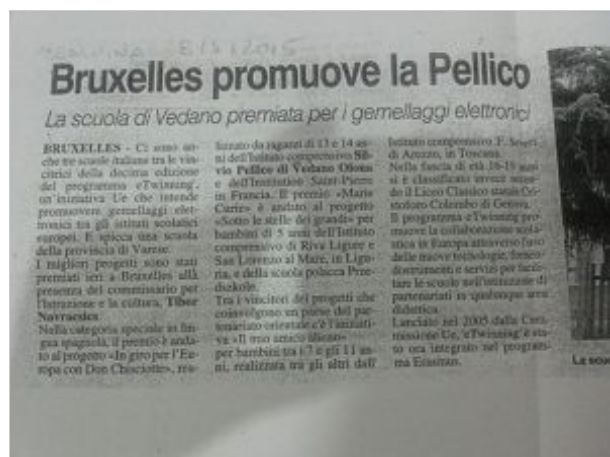 Bruxelles promuove la Pellico
La scuola di Vedano premiata per i gemellaggi elettronici
BRUXELLES - Ci sono an-
che tre scuole italiane tra le vin-
citrici della decima edizione
del programma eTwinning,
un'iniziativa Ue che intende
promuovere gemellaggi elet-
tronici tra gli istituti scolastici
europei. E spicca una scuola
della provincia di Varese.
I migliori progetti sono stati
premiati ieri a Bruxelles alla
presenza del commissario per
l'Istruzione e la cultura, Tibor
Navracsics.
Nella categoria speciale in lin-
gua spagnola, il premio è anda-
to al progetto «In giro per l'Eu-
ropa con Don Chisciotte», rea-
lizzato da ragazzi di 13 e 14 an-
ni dell'Istituto comprensivo Sil-
vio Pellico di Vedano Olona
e dell'Institution Saint-Pierre
in Francia. Il premio «Marie
Curie» è andato al progetto
«Sotto le stelle dei grandi» per
bambini di 5 anni dell'Istituto
comprensivo di Riva Ligure e
San Lorenzo al Mare, in Ligu-
ria, e della scuola polacca Prze-
dszkole.
Tra i vincitori dei progetti che
coinvolgono un paese del par-
tenariato orientale c'è l'iniziati-
va «Il mio amico alieno»
per bambini tra i 7 e gli 11 an-
ni, realizzata tra gli altri dall'
Istituto comprensivo F. Severi
di Arezzo, in Toscana.
Nella fascia di età 16-19 anni
si è classificato invece secon-
do il Liceo Classico statale Cri-
stoforo Colombo di Genova.
Il programma eTwinning pro-
muove la collaborazione scola-
stica in Europa attraverso l'uso
delle nuove tecnologie, fornen-
do strumenti e servizi per facili-
tare le scuole nell'istituzione di
partenariati in qualunque area
didattica.
Lanciato nel 2005 dalla Com-
missione Ue, eTwinning è sta-
to ora integrato nel program-
ma Erasmus.
La scuo